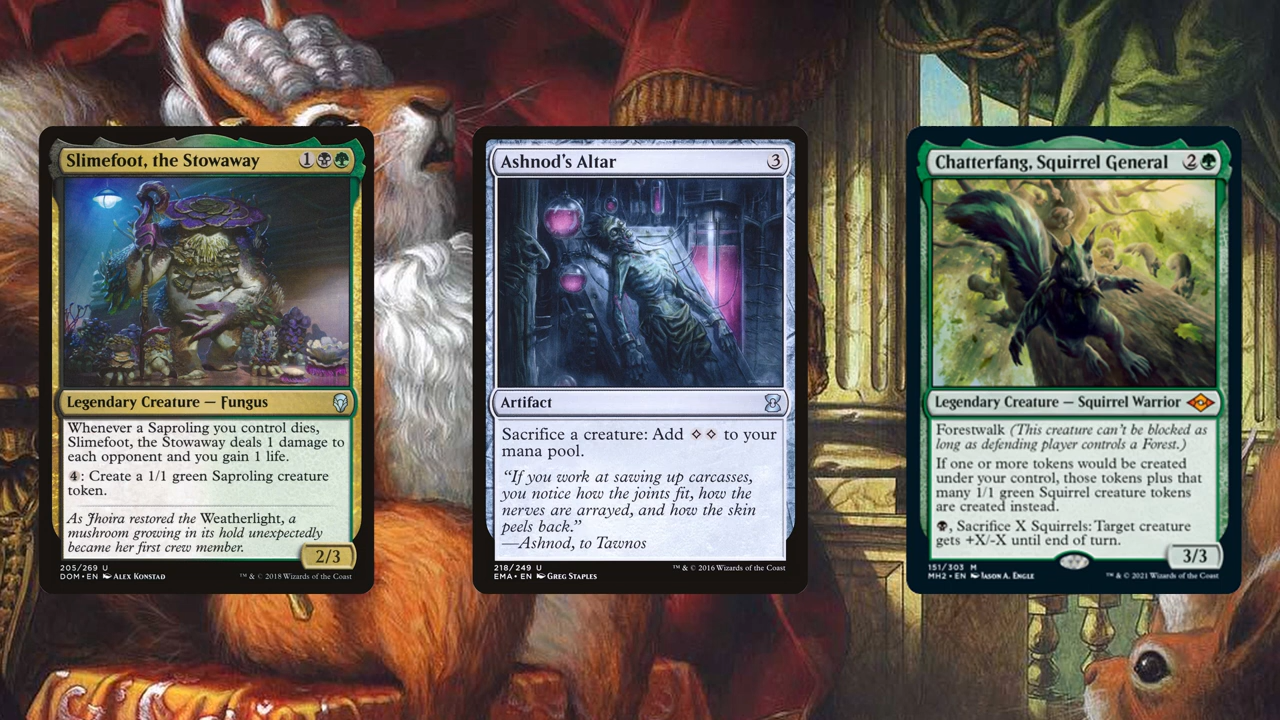 Slimefoot, the Stowaway 1
Legendary Creature — Fungus
Whenever a Saproling you control dies,
Slimefoot, the Stowaway deals 1 damage to
each opponent and you gain 1 life.
4: Create a 1/1 green Saproling creature
token.
As Jhoira restored the Weatherlight, a
mushroom growing in its hold unexpectedly
became her first crew member.
2/3
205/269 U
DOM • EN Alex Konstad
™ & © 2018 Wizards of the Coast
Ashnod's Altar 3
Artifact
Sacrifice a creature: Add to your
mana pool.
"If you work at sawing up carcasses,
you notice how the joints fit, how the
nerves are arrayed, and how the skin
peels back."
—Ashnod, to Tawnos
218/249 U
EMA • EN Greg Staples
™ & © 2016 Wizards of the Coast
Chatterfang, Squirrel General 2
Legendary Creature — Squirrel Warrior
Forestwalk (This creature can't be blocked as
long as defending player controls a Forest.)
If one or more tokens would be created
under your control, those tokens plus that
many 1/1 green Squirrel creature tokens
are created instead.
, Sacrifice X Squirrels: Target creature
gets +X/-X until end of turn.
3/3
151/303 M
MH2 • EN Jason A. Engle
™ & © 2021 Wizards of the Coast